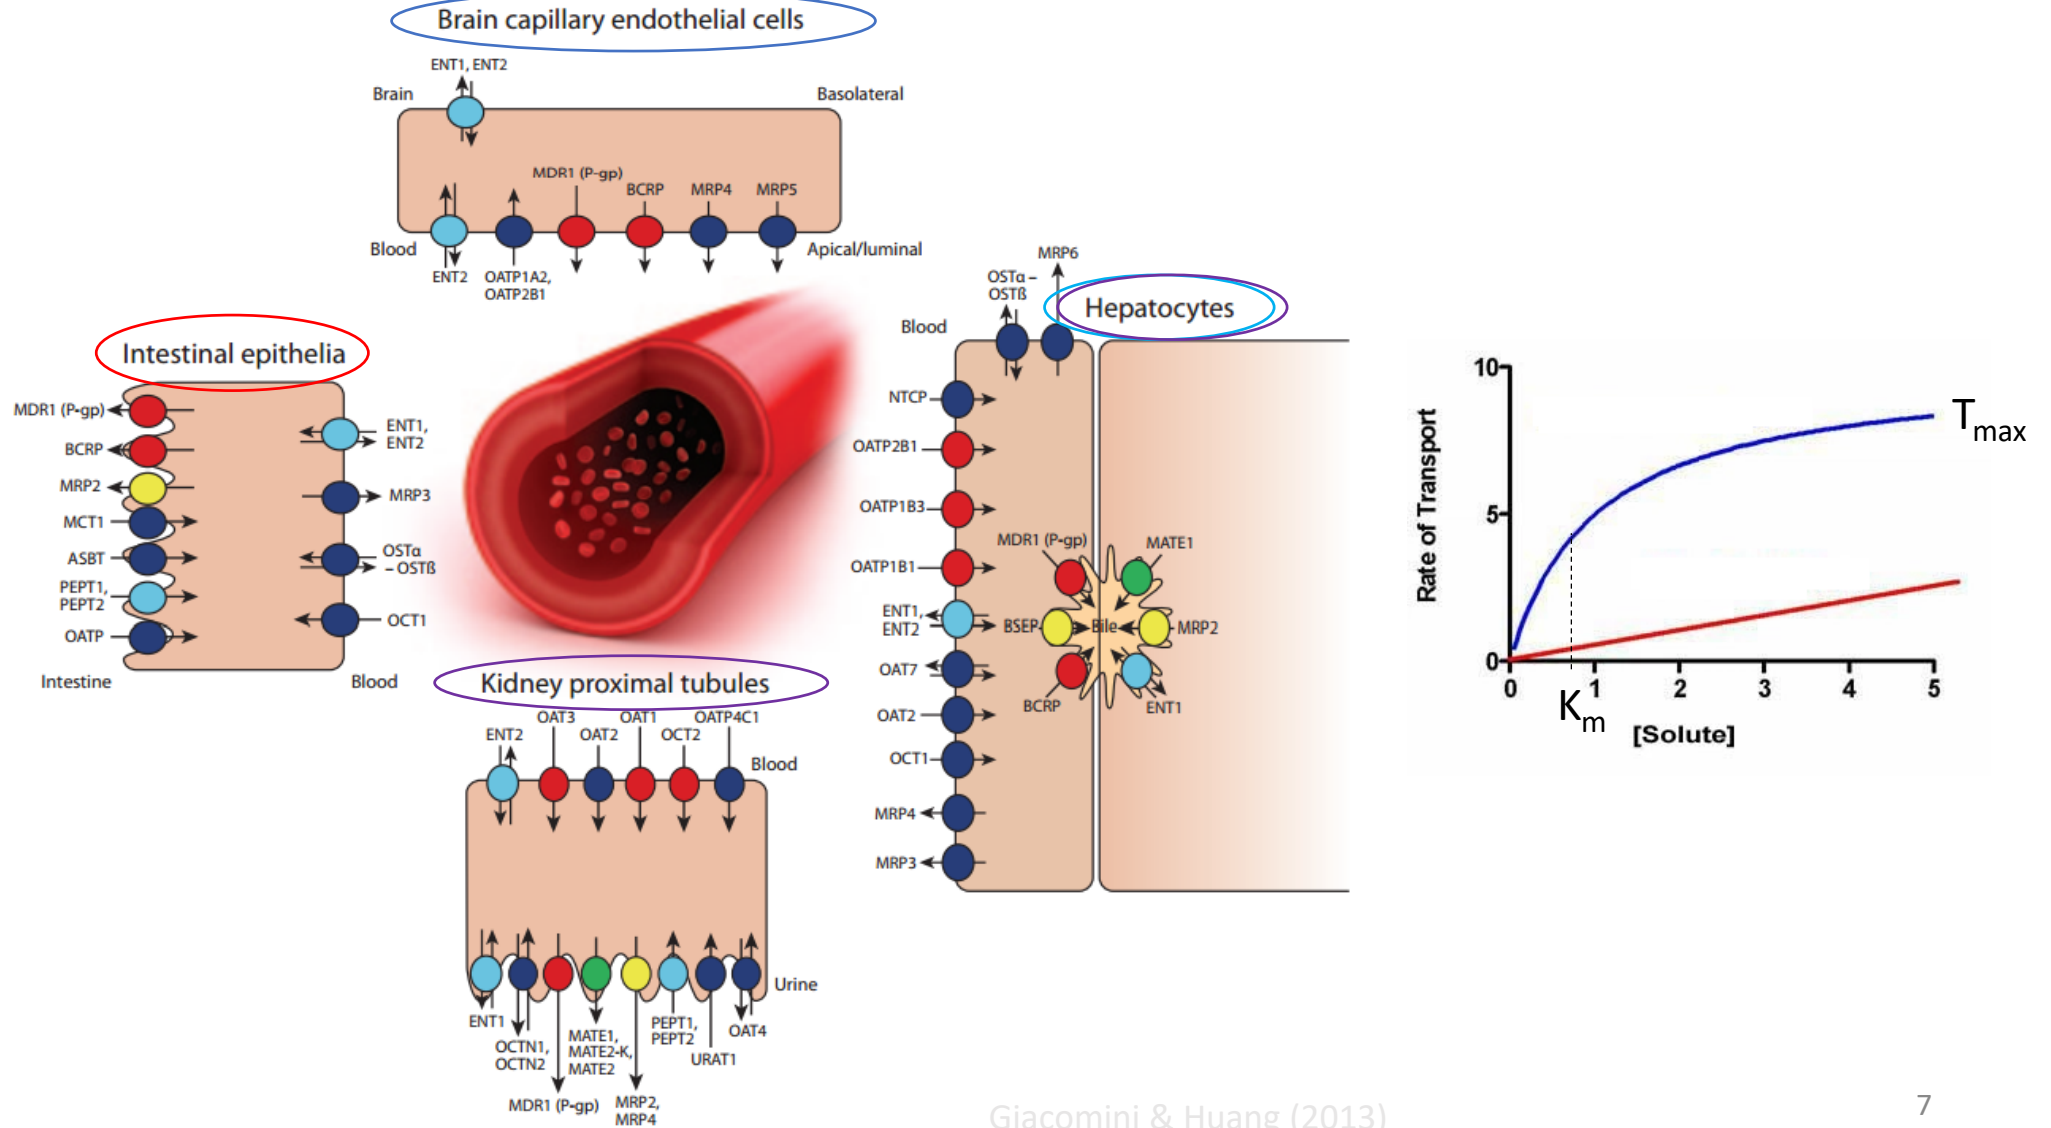 Brain capillary endothelial cells
ENT1, ENT2
Brain
Basolateral
MDR1 (P-gp)
BCRP
MRP4
MRP5
Blood
Apical/luminal
ENT2
OATP1A2,
OATP2B1
Intestinal epithelia
MDR1 (P-gp)
BCRP
MRP2
MCT1
ASBT
PEPT1,
PEPT2
OATP
ENT1,
ENT2
MRP3
OSTα
– OSTß
OCT1
Intestine
Blood
Kidney proximal tubules
OAT3
OAT1
OATP4C1
ENT2
OAT2
OCT2
Blood
Urine
ENT1
OCTN1,
OCTN2
MDR1 (P-gp)
MATE1,
MATE2-K,
MATE2
MRP2,
MRP4
PEPT1,
PEPT2
URAT1
OAT4
MRP6
OSTα –
OSTß
Hepatocytes
Blood
NTCP
OATP2B1
OATP1B3
OATP1B1
ENT1,
ENT2
OAT7
OAT2
OCT1
MRP4
MRP3
MDR1 (P-gp)
MATE1
BSEP
Bile
MRP2
BCRP
ENT1
10
5
0
Rate of Transport
Tmax
0 1 2 3 4 5
Km
[Solute]
Giacomini & Huang (2013)
7